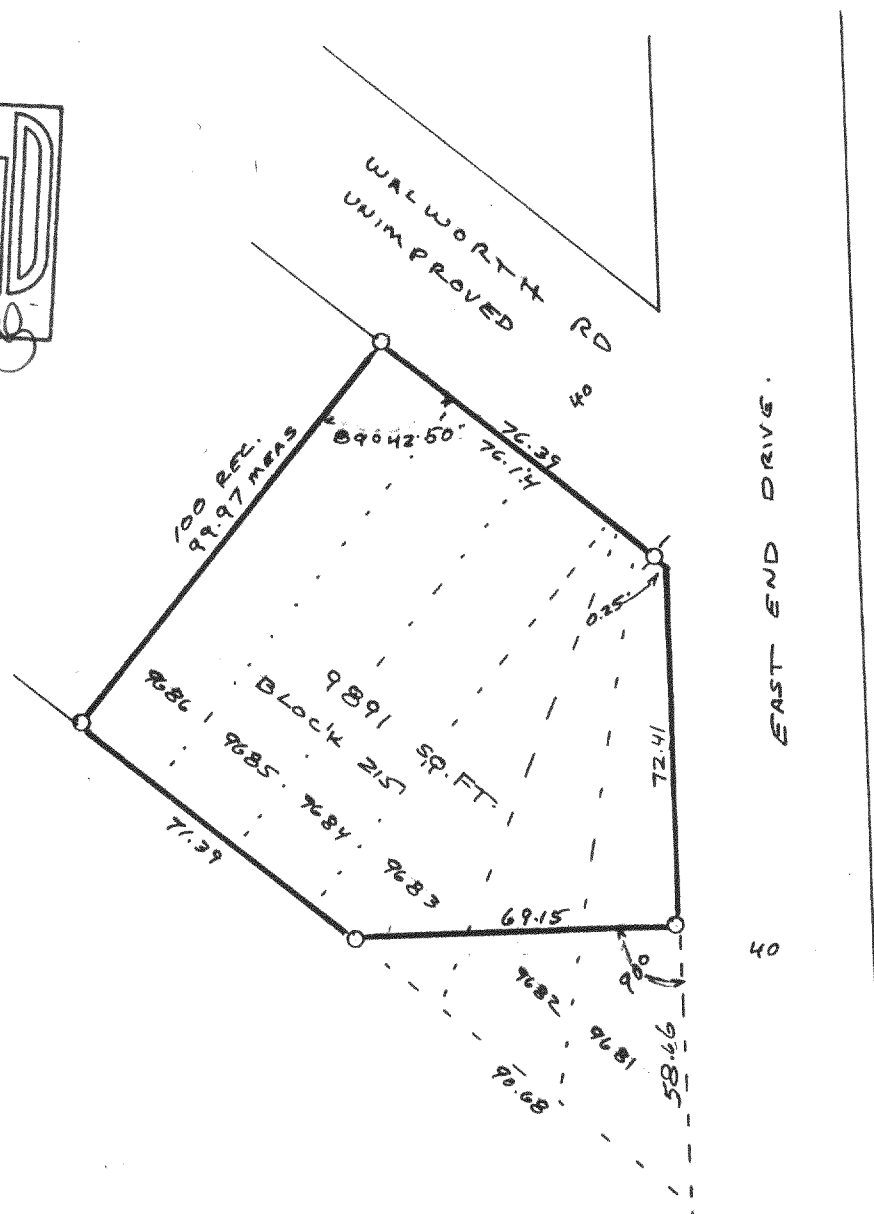 WALWORTH RD
UNIMPROVED
40
89°42'50"
76.39
76.14
100 REC.
99.97 MEAS
EAST END DRIVE.
0.25'
9891 SQ. FT.
BLOCK 215
9686
9685
9684
9683
72.41
71.39
69.15
90°
40
9682
9681
58.66
90.68